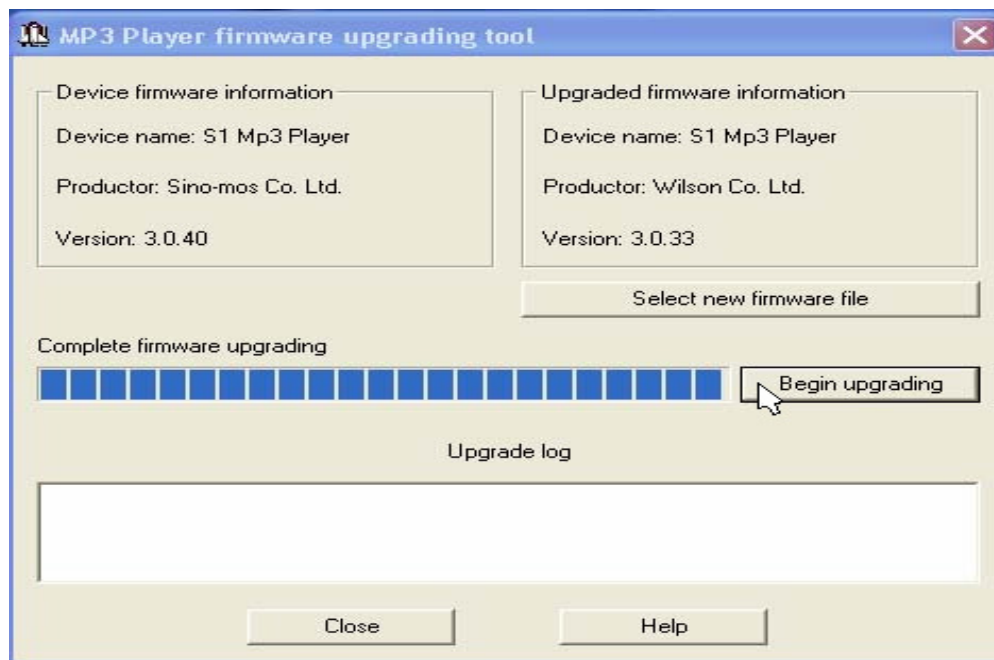 MP3 Player firmware upgrading tool
Device firmware information
Device name: S1 Mp3 Player
Productor: Sino-mos Co. Ltd.
Version: 3.0.40
Upgraded firmware information
Device name: S1 Mp3 Player
Productor: Wilson Co. Ltd.
Version: 3.0.33
Select new firmware file
Complete firmware upgrading
Begin upgrading
Upgrade log
Close
Help